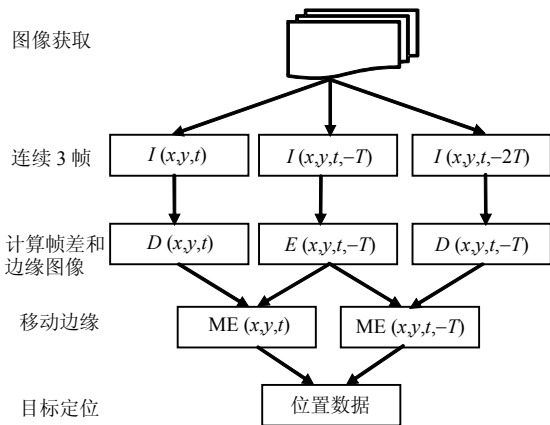 图像获取
连续 3 帧
I (x,y,t)
I (x,y,t,−T)
I (x,y,t,−2T)
计算帧差和
边缘图像
D (x,y,t)
E (x,y,t,−T)
D (x,y,t,−T)
移动边缘
ME (x,y,t)
ME (x,y,t,−T)
目标定位
位置数据